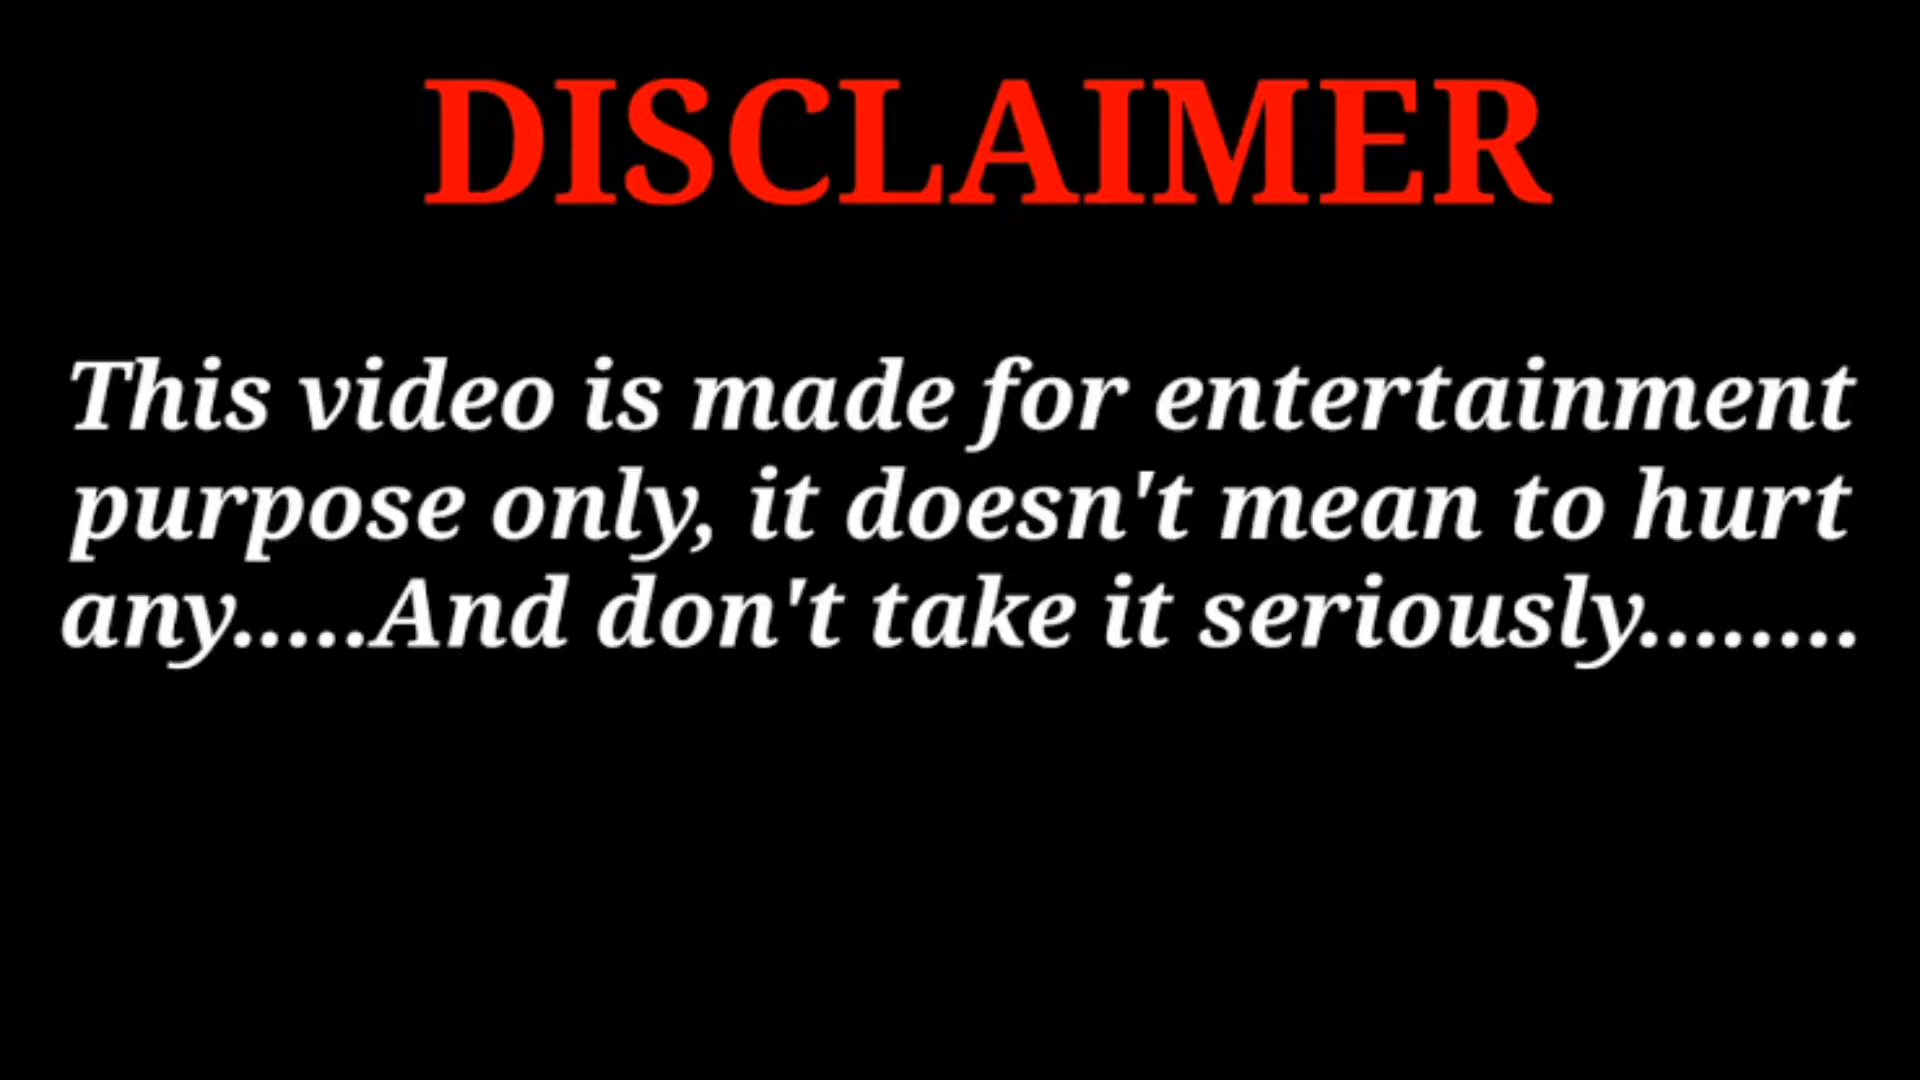 DISCLAIMER
This video is made for entertainment
purpose only, it doesn't mean to hurt
any.....And don't take it seriously........